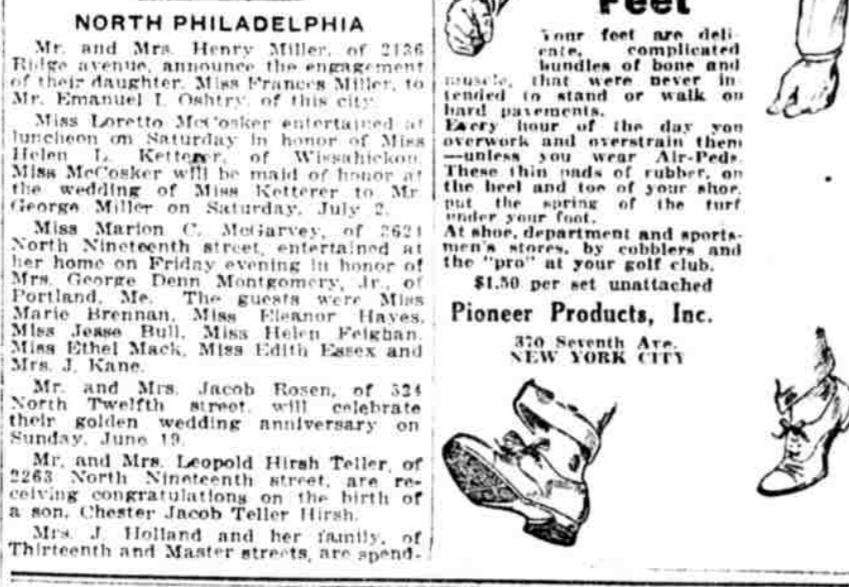 NORTH PHILADELPHIA
Mr. and Mrs. Henry Miller, of 2136
Ridge avenue, announce the engagement
of their daughter, Miss Frances Miller, to
Mr. Emanuel I. Oshtry, of this city.
Miss Loretto McCosker entertained at
luncheon on Saturday in honor of Miss
Helen L. Ketterer, of Wissahickon.
Miss McCosker will be maid of honor at
the wedding of Miss Ketterer to Mr.
George Miller on Saturday, July 2.
Miss Marion C. McGarvey, of 2621
North Nineteenth street, entertained at
her home on Friday evening in honor of
Mrs. George Denn Montgomery, Jr., of
Portland, Me. The guests were Miss
Marie Brennan, Miss Eleanor Hayes,
Miss Jesse Bull, Miss Helen Feighan,
Miss Ethel Mack, Miss Edith Essex and
Mrs. J. Kane.
Mr. and Mrs. Jacob Rosen, of 524
North Twelfth street, will celebrate
their golden wedding anniversary on
Sunday, June 19.
Mr. and Mrs. Leopold Hirsh Teller, of
2263 North Nineteenth street, are re-
ceiving congratulations on the birth of
a son, Chester Jacob Teller Hirsh.
Mrs. J. Holland and her family, of
Thirteenth and Master streets, are spend-
Feet
Your feet are deli-
cate, complicated
bundles of bone and
muscle, that were never in-
tended to stand or walk on
hard pavements.
Every hour of the day you
overwork and overstrain them
—unless you wear Air-Peds.
These thin pads of rubber, on
the heel and toe of your shoe,
put the spring of the turf
under your foot.
At shoe, department and sports-
men's stores, by cobblers and
the "pro" at your golf club.
$1.50 per set unattached
Pioneer Products, Inc.
370 Seventh Ave.
NEW YORK CITY